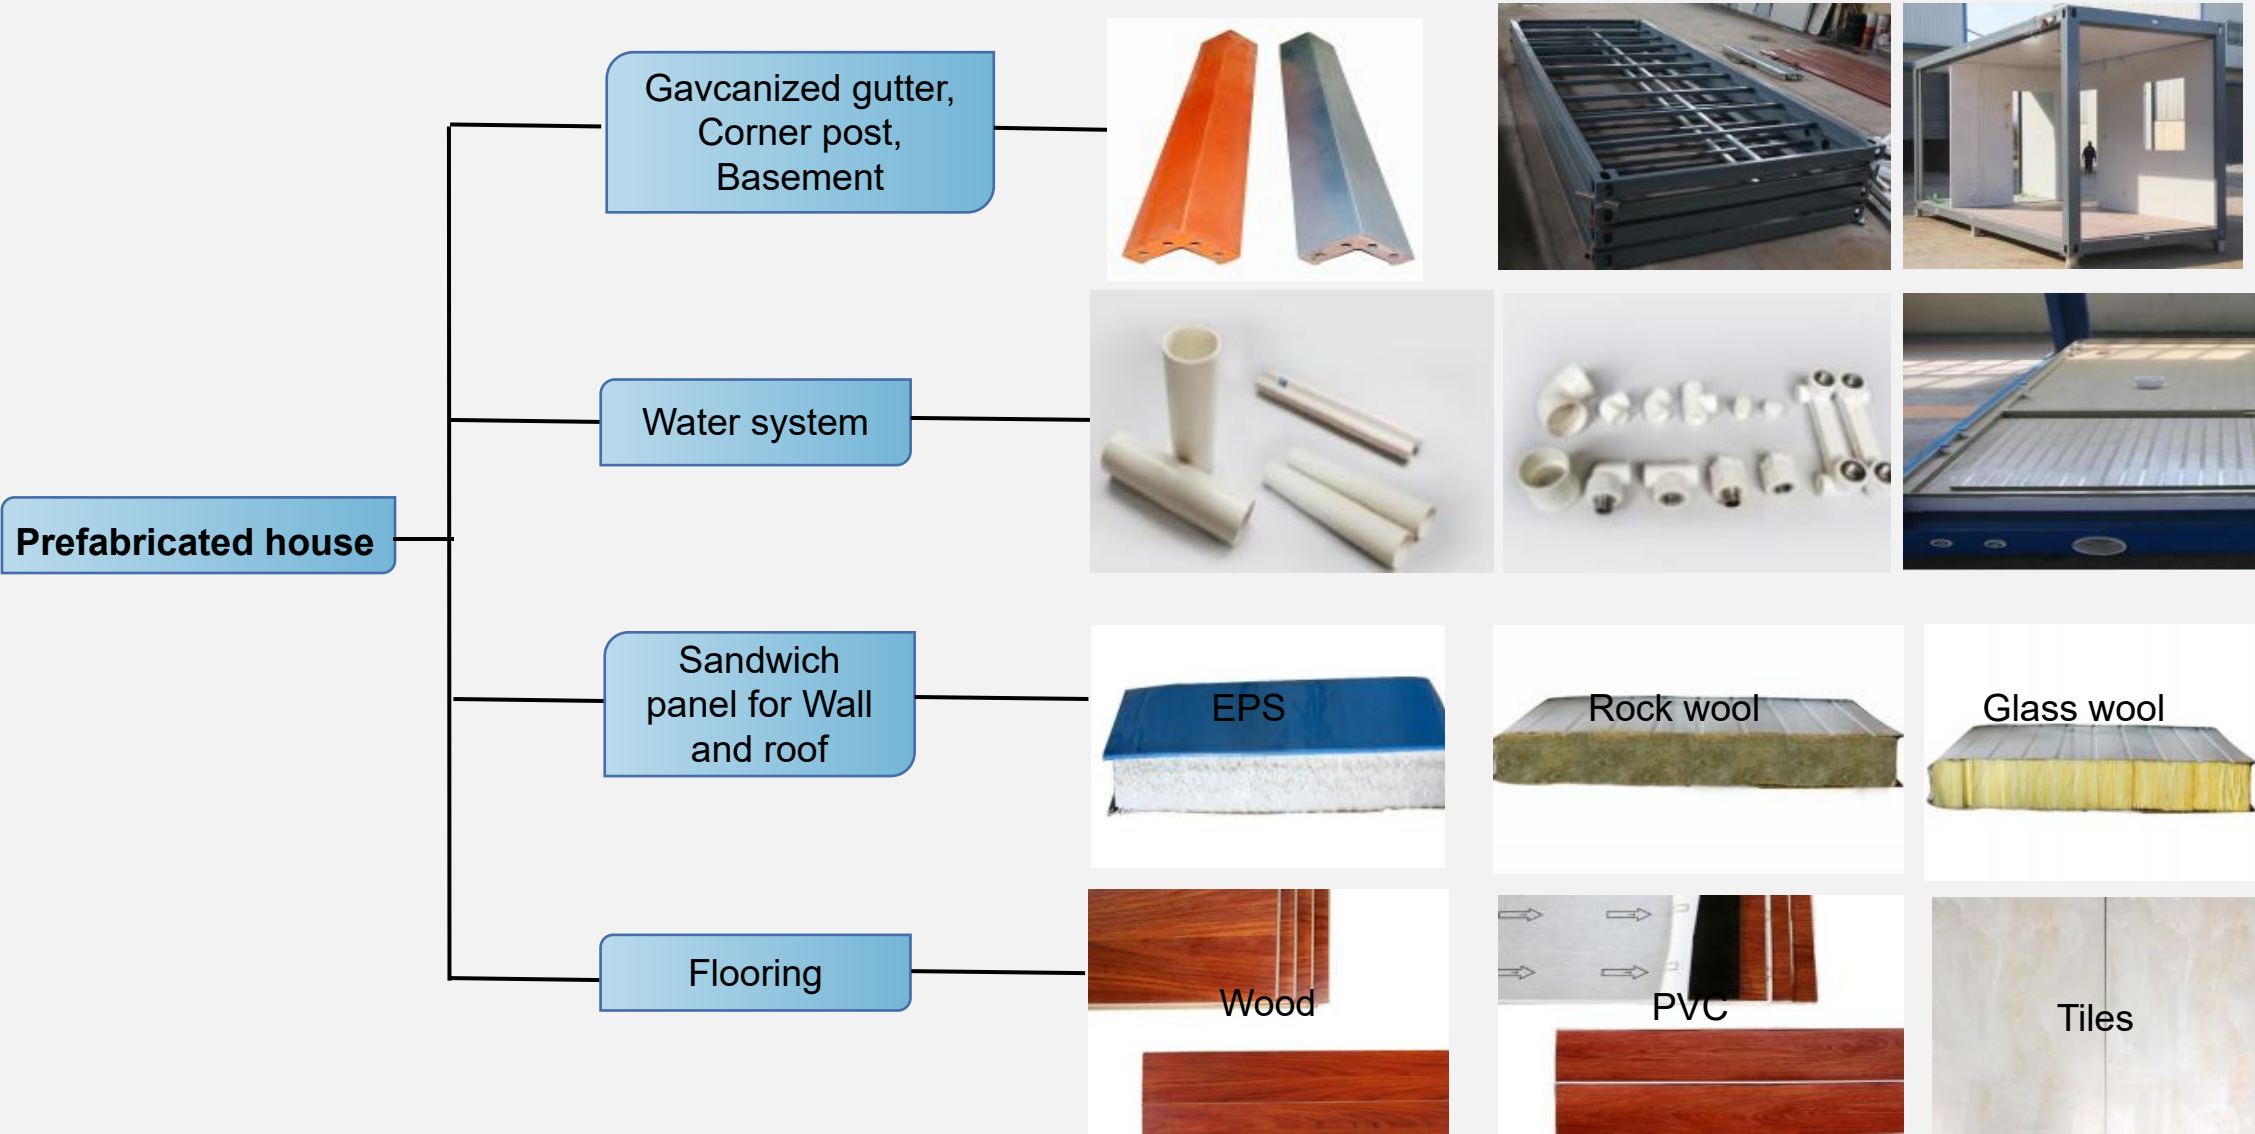 Gavcanized gutter,
Corner post,
Basement
Water system
Prefabricated house
Sandwich
panel for Wall
and roof
EPS
Rock wool
Glass wool
Flooring
Wood
PVC
Tiles